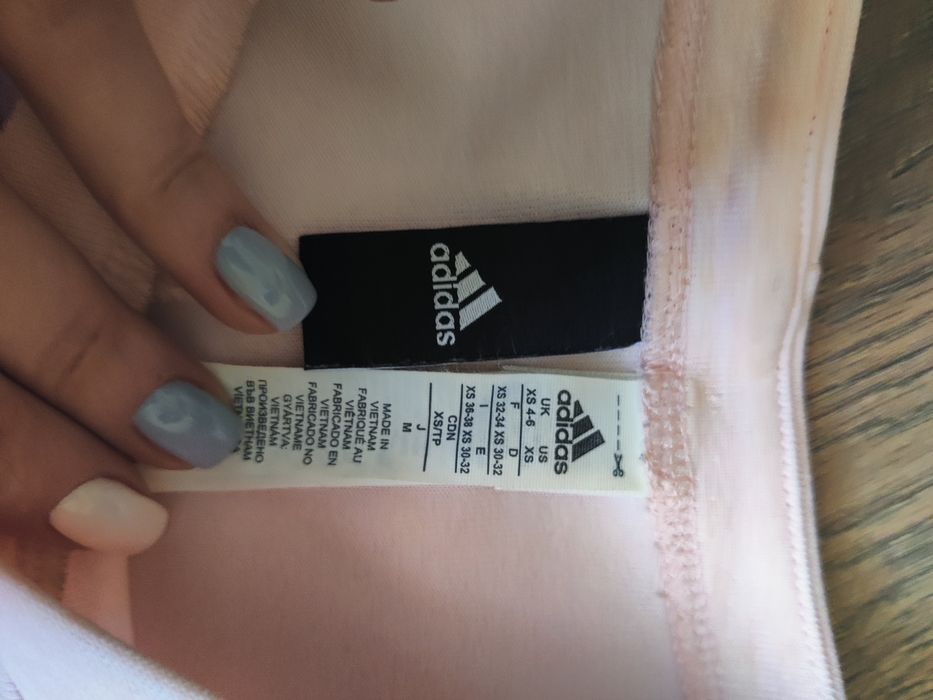 adidas
adidas
UK US
XS 4-6 XS
F D
XS 32-34 XS 30-32
I E
XS 36-38 XS 30-32
CDN
XS/TP
J
M
MADE IN
VIETNAM
FABRIQUÉ AU
VIÊTNAM
FABRICADO EN
VIETNAM
FABRICADO NO
VIETNAME
GYÁRTVA:
VIETNAM
ПРОИЗВЕДЕНО
ВЪВ ВИЕТНАМ